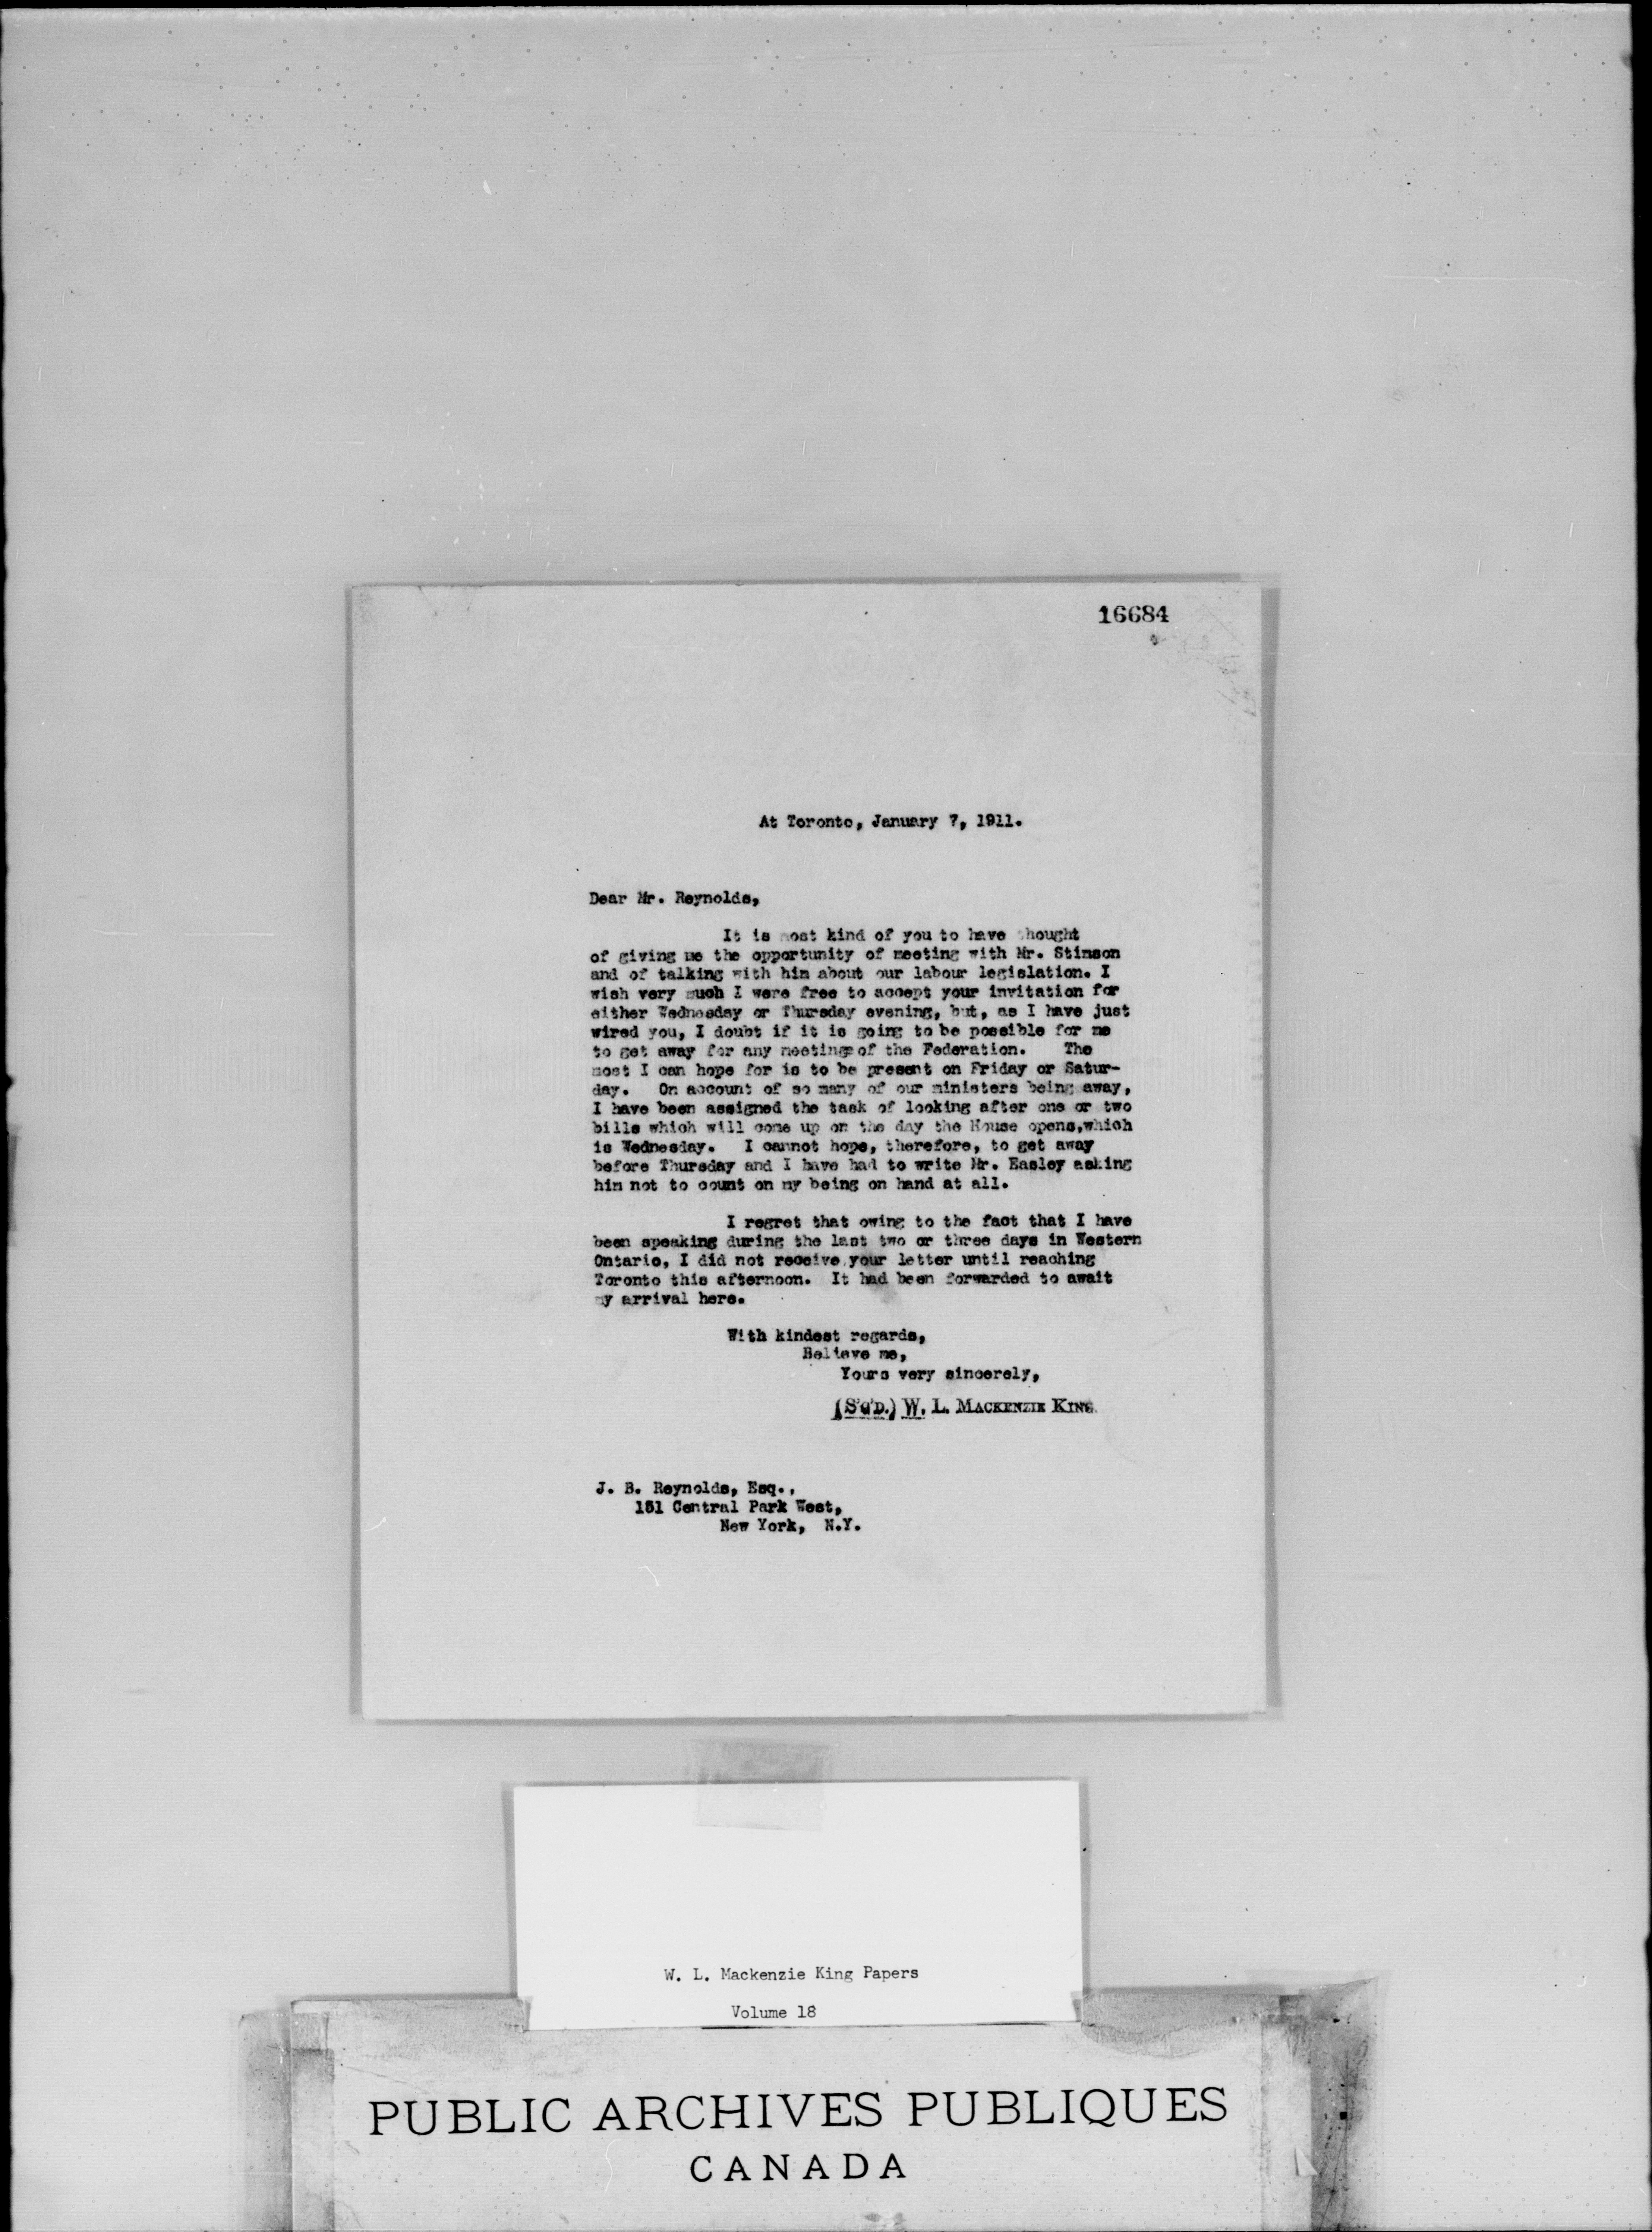 16684
At Toronto, January 7, 1911.
Dear Mr. Reynolds,
It is most kind of you to have thought
of giving me the opportunity of meeting with Mr. Stimson
and of talking with him about our labour legislation. I
wish very much I were free to accept your invitation for
either Wednesday or Thursday evening, but, as I have just
wired you, I doubt if it is going to be possible for me
to get away for any meetings of the Federation. The
most I can hope for is to be present on Friday or Satur-
day. On account of so many of our ministers being away,
I have been assigned the task of looking after one or two
bills which will come up on the day the House opens,which
is Wednesday. I cannot hope, therefore, to get away
before Thursday and I have had to write Mr. Easley asking
him not to count on my being on hand at all.
I regret that owing to the fact that I have
been speaking during the last two or three days in Western
Ontario, I did not receive your letter until reaching
Toronto this afternoon. It had been forwarded to await
my arrival here.
With kindest regards,
Believe me,
Yours very sincerely,
(SG'D.) W. L. MACKENZIE KING.
J. B. Reynolds, Esq.,
151 Central Park West,
New York, N.Y.
W. L. Mackenzie King Papers
Volume 18
PUBLIC ARCHIVES PUBLIQUES
CANADA